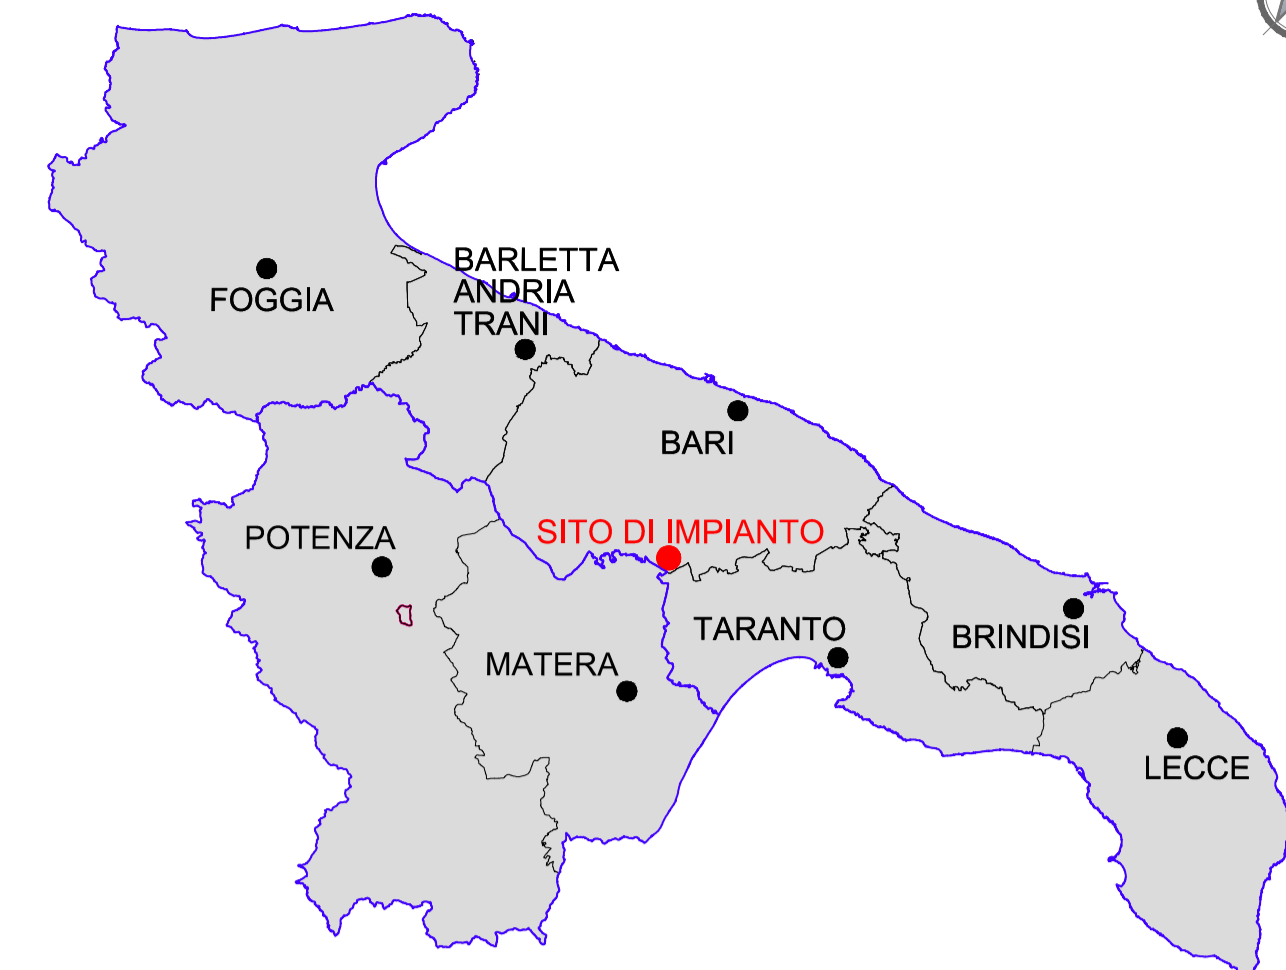 BARLETTA
ANDRIA
TRANI
FOGGIA
BARI
SITO DI IMPIANTO
POTENZA
TARANTO
BRINDISI
MATERA
LECCE